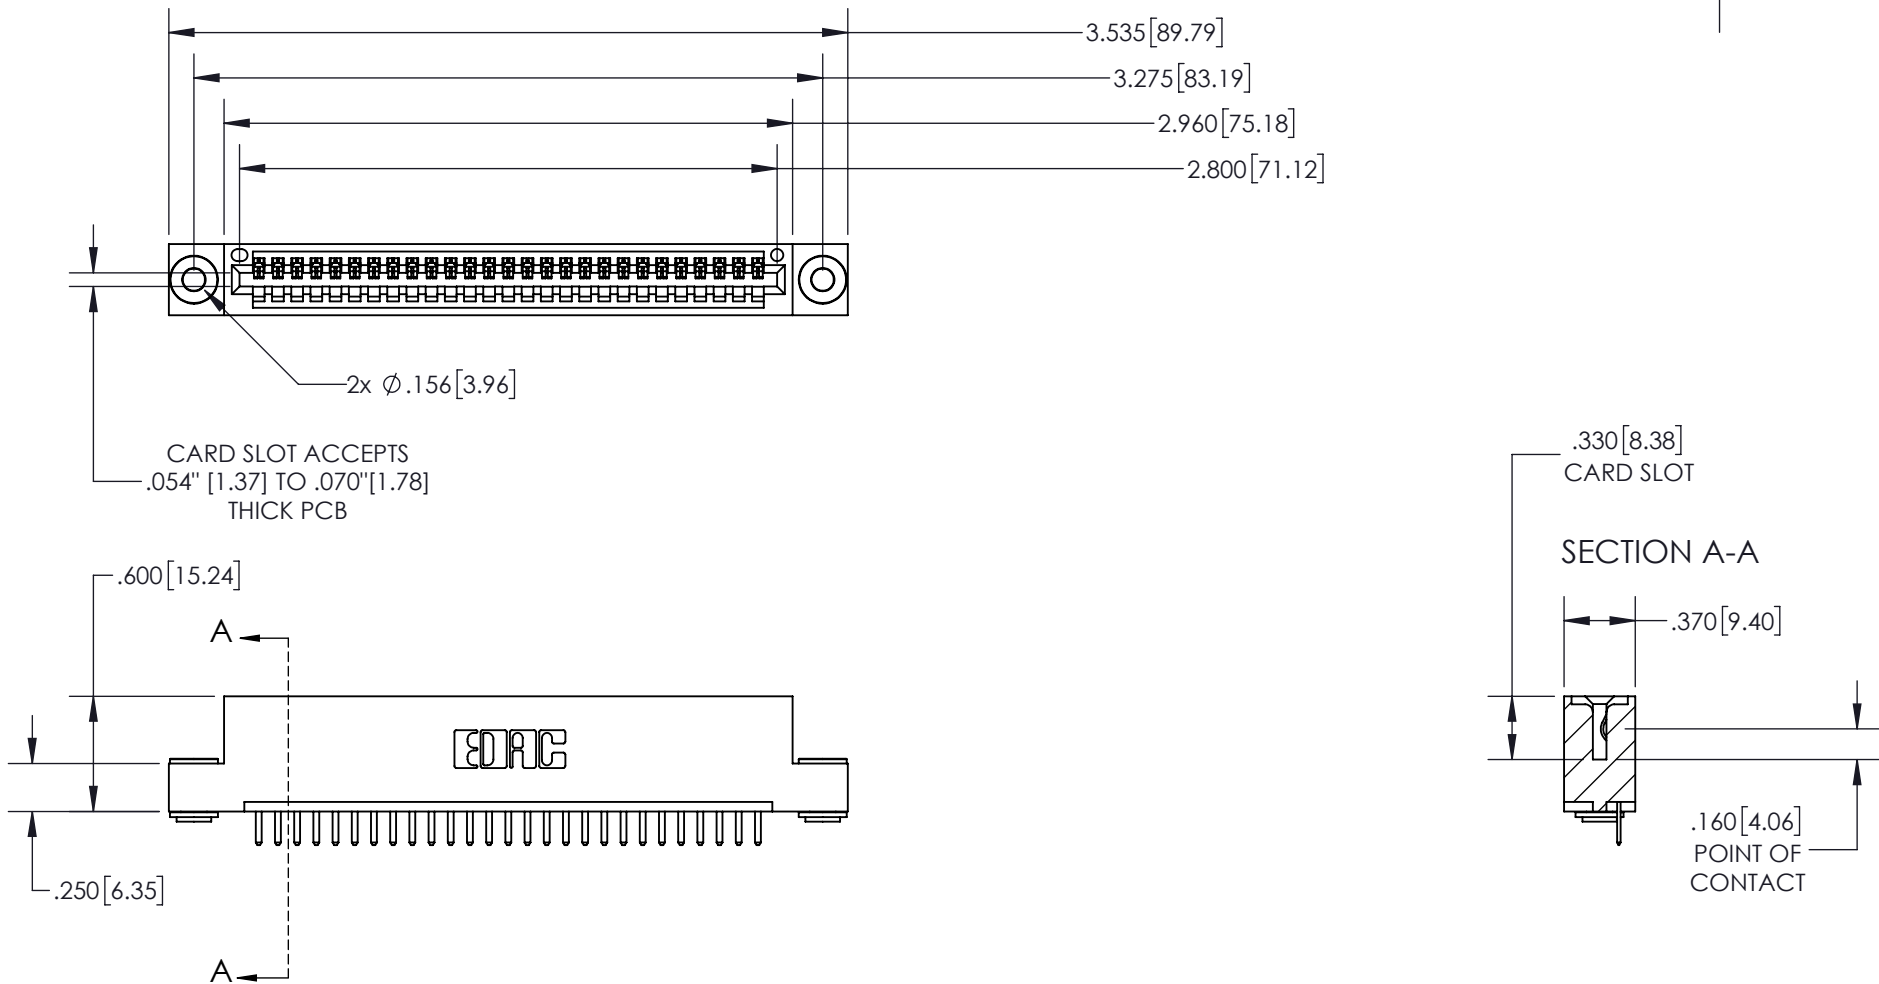 3.535[89.79]
3.275[83.19]
2.960[75.18]
2.800[71.12]
2x ∅.156[3.96]
CARD SLOT ACCEPTS
.054" [1.37] TO .070"[1.78]
THICK PCB
.330[8.38]
CARD SLOT
SECTION A-A
.600[15.24]
.370[9.40]
A
EDAC
.160[4.06]
POINT OF
CONTACT
.250[6.35]
A